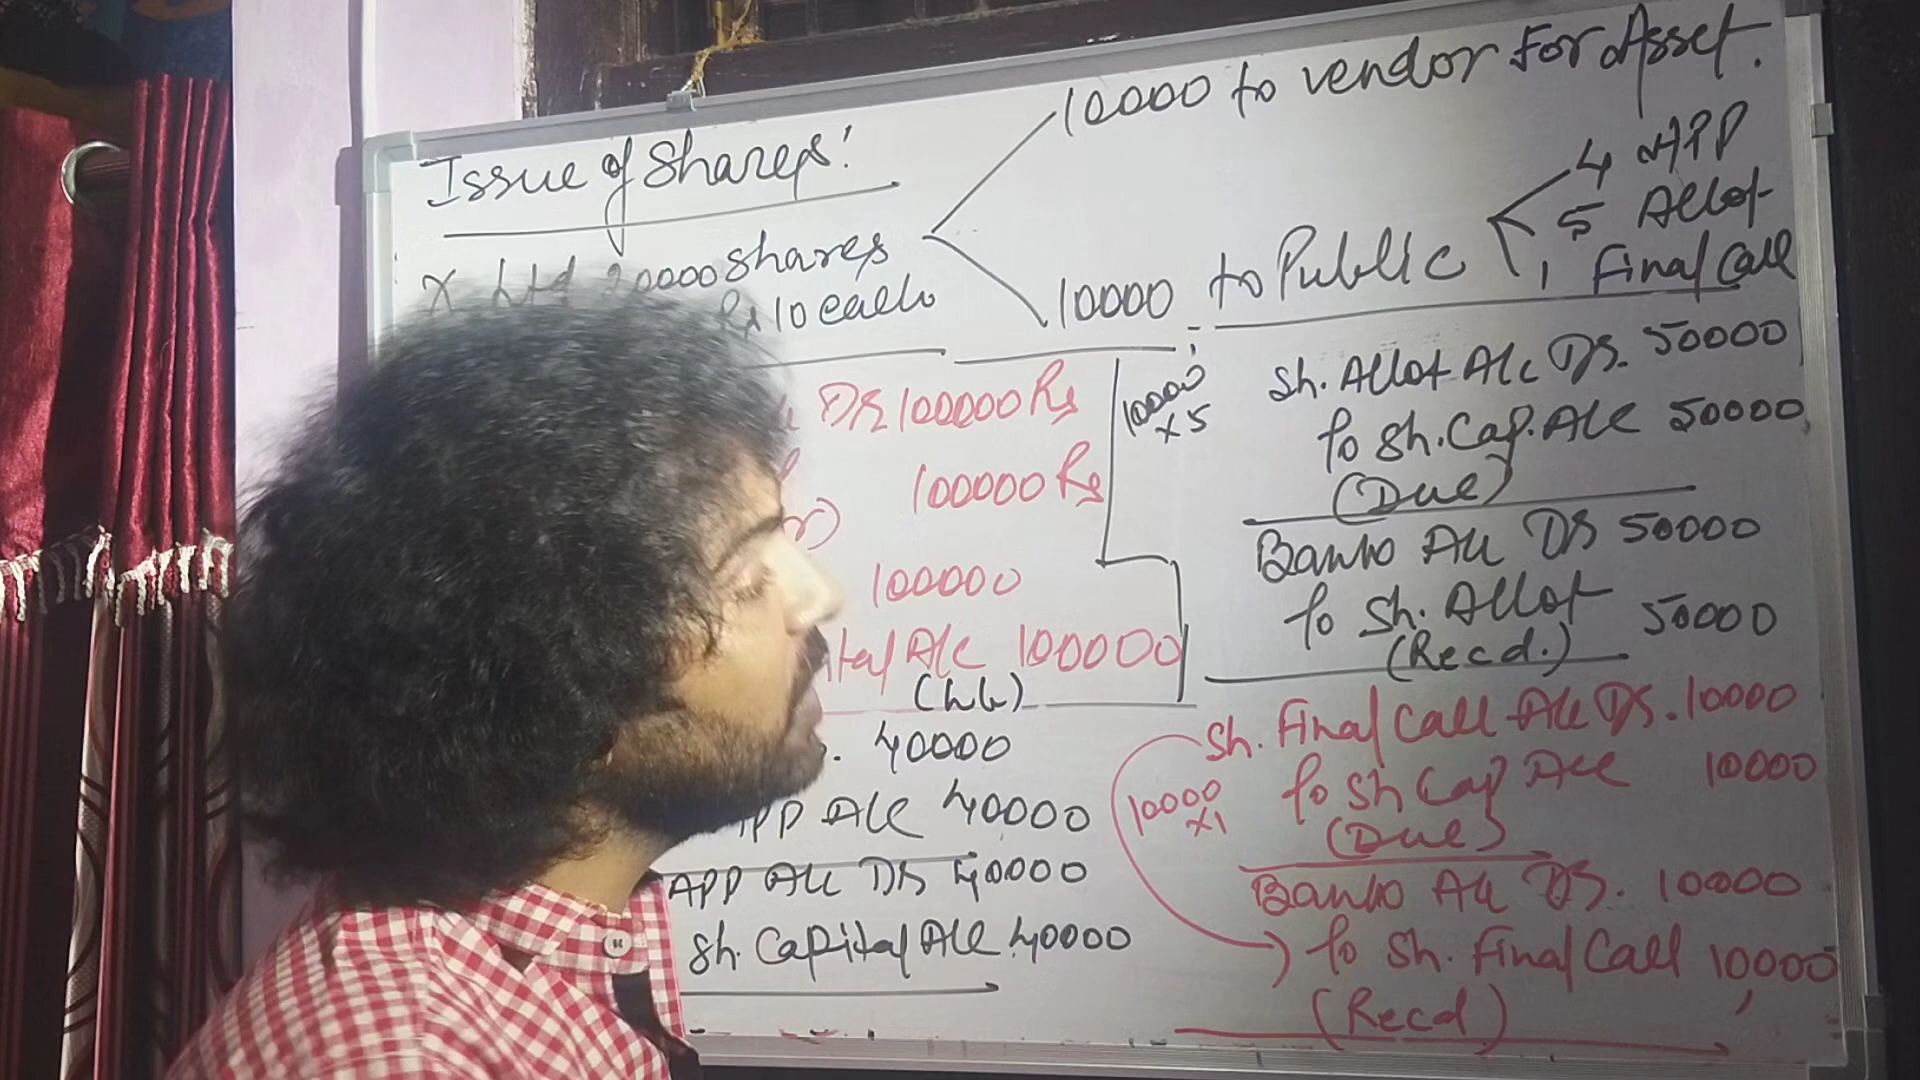 Issue of Shares!
X Ltd 20000 shares
Rs 10 each
10000 to vendor For Asset.
10000 to Public
4 APP
5 Allot
1 Final Call
Dr 100000 Rs
100000 Rs
100000
ital A/c 100000
40000
APP A/c 40000
APP A/c Dr 40000
Sh. Capital A/c 40000
10000
x5
Sh. Allot A/c Dr. 50000
To Sh. Cap. A/c 50000
(Due)
Bank A/c Dr 50000
To Sh. Allot 50000
(Recd.)
Sh. Final Call A/c Dr. 10000
10000
x1
To Sh Cap A/c 10000
(Due)
Bank A/c Dr. 10000
To Sh. Final Call 10000
(Recd)